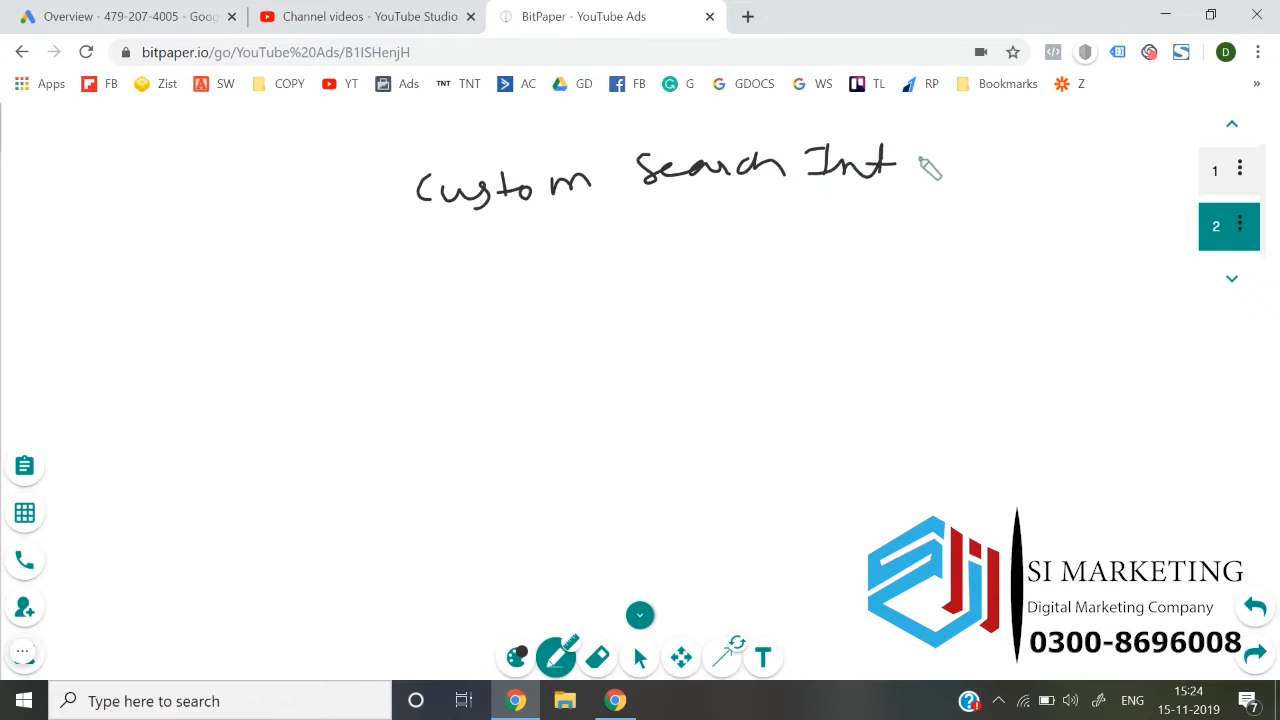 Overview - 479-207-4005 - Goog
Channel videos - YouTube Studio
BitPaper - YouTube Ads
bitpaper.io/go/YouTube%20Ads/B1ISHenjH
D
Apps FB Zist SW COPY YT Ads TNT TNT AC GD FB G GDOCS WS TL RP Bookmarks Z »
Custom Search Int
1
2
SI MARKETING
Digital Marketing Company
0300-8696008
T
Type here to search
ENG
15:24
15-11-2019
7